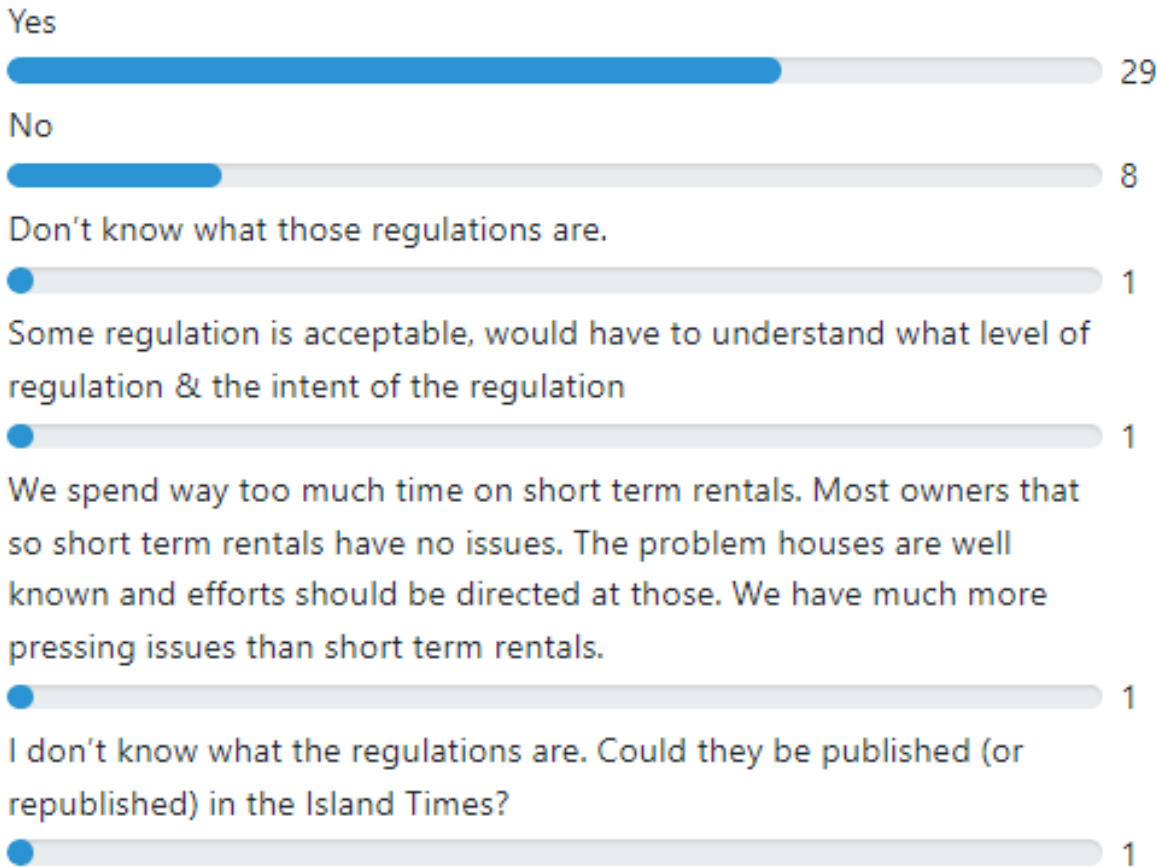 Yes
29
No
8
Don’t know what those regulations are.
1
Some regulation is acceptable, would have to understand what level of
regulation & the intent of the regulation
1
We spend way too much time on short term rentals. Most owners that
so short term rentals have no issues. The problem houses are well
known and efforts should be directed at those. We have much more
pressing issues than short term rentals.
1
I don’t know what the regulations are. Could they be published (or
republished) in the Island Times?
1